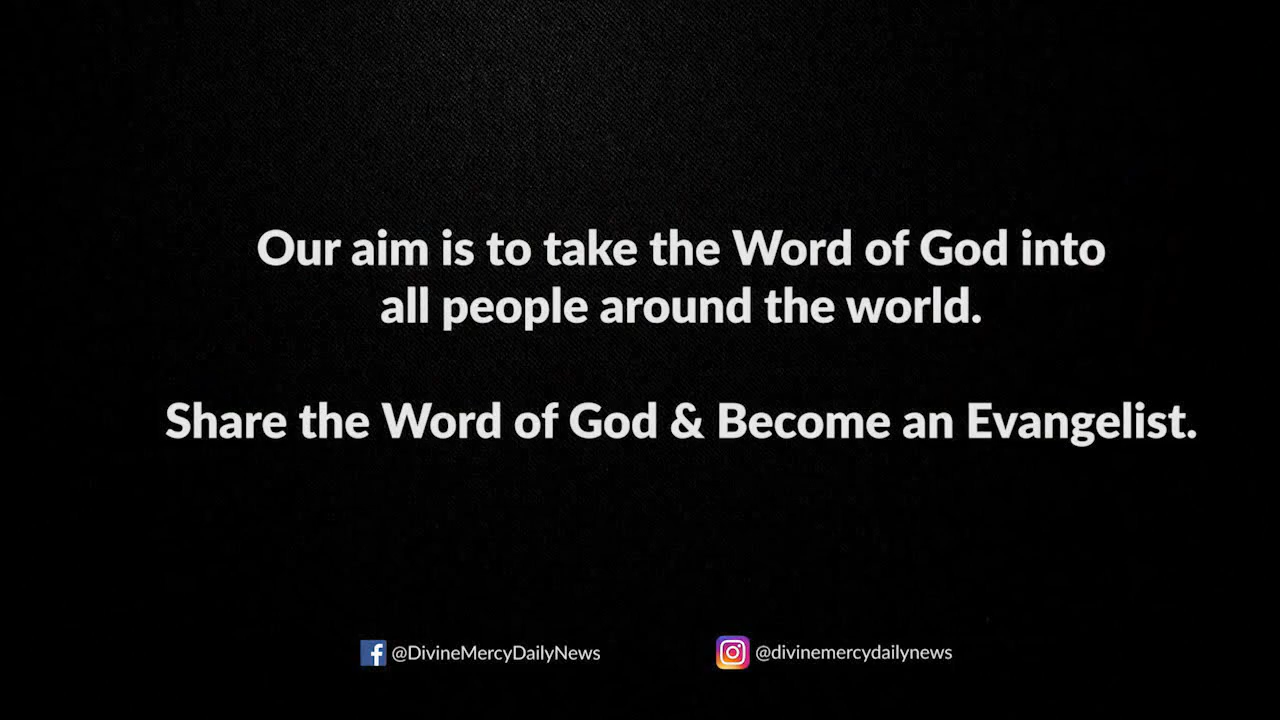 Our aim is to take the Word of God into
all people around the world.
Share the Word of God & Become an Evangelist.
@DivineMercyDailyNews
@divinemercydailynews